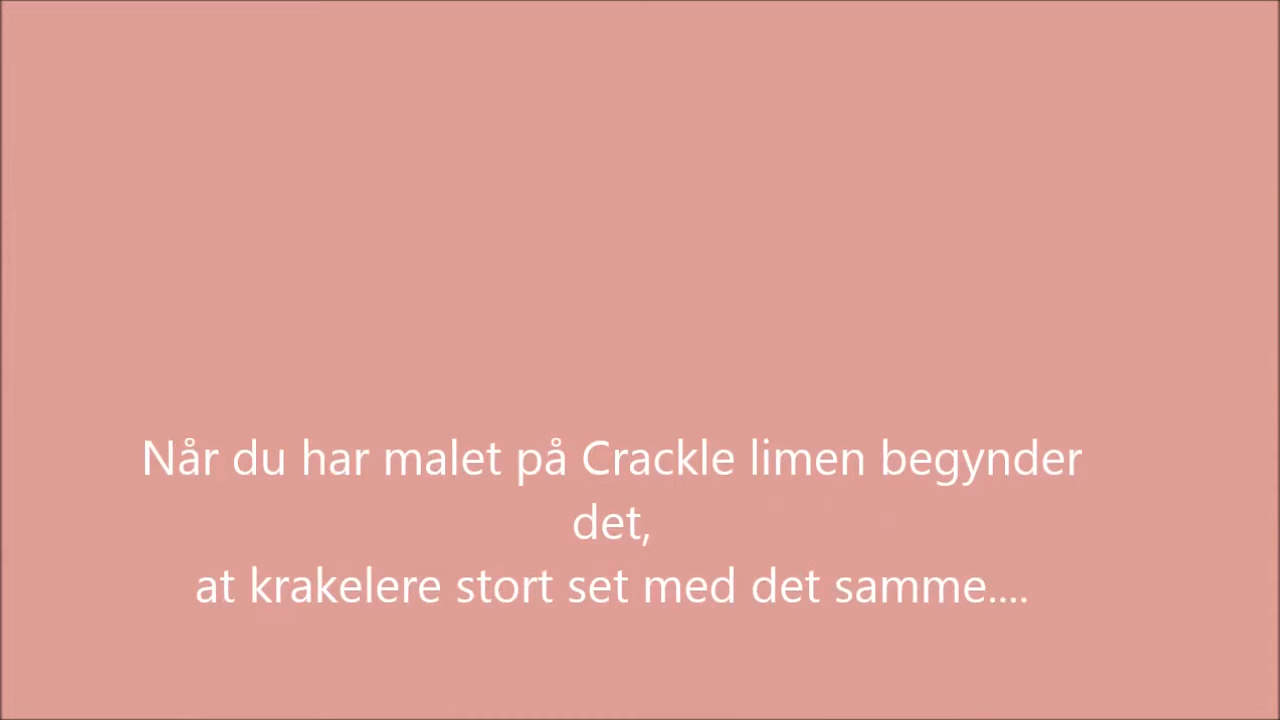 Når du har malet på Crackle limen begynder
det,
at krakelere stort set med det samme....